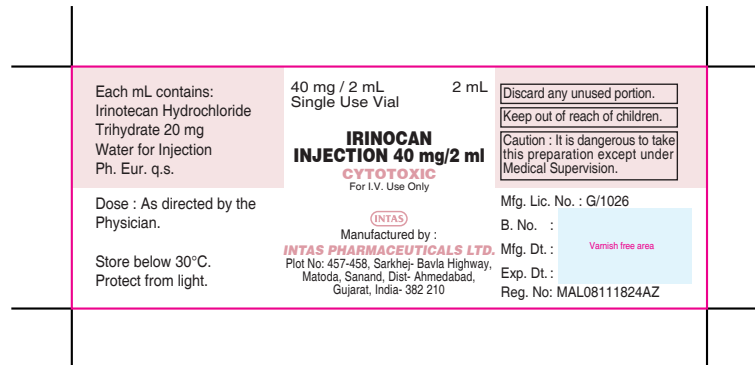 Each mL contains:
Irinotecan Hydrochloride
Trihydrate 20 mg
Water for Injection
Ph. Eur. q.s.
Dose : As directed by the
Physician.
Store below 30°C.
Protect from light.
40 mg / 2 mL 2 mL
Single Use Vial
IRINOCAN
INJECTION 40 mg/2 ml
CYTOTOXIC
For I.V. Use Only
INTAS
Manufactured by :
INTAS PHARMACEUTICALS LTD.
Plot No: 457-458, Sarkhej- Bavla Highway,
Matoda, Sanand, Dist- Ahmedabad,
Gujarat, India- 382 210
Discard any unused portion.
Keep out of reach of children.
Caution : It is dangerous to take
this preparation except under
Medical Supervision.
Mfg. Lic. No. : G/1026
B. No. :
Mfg. Dt. :
Exp. Dt. :
Varnish free area
Reg. No: MAL08111824AZ